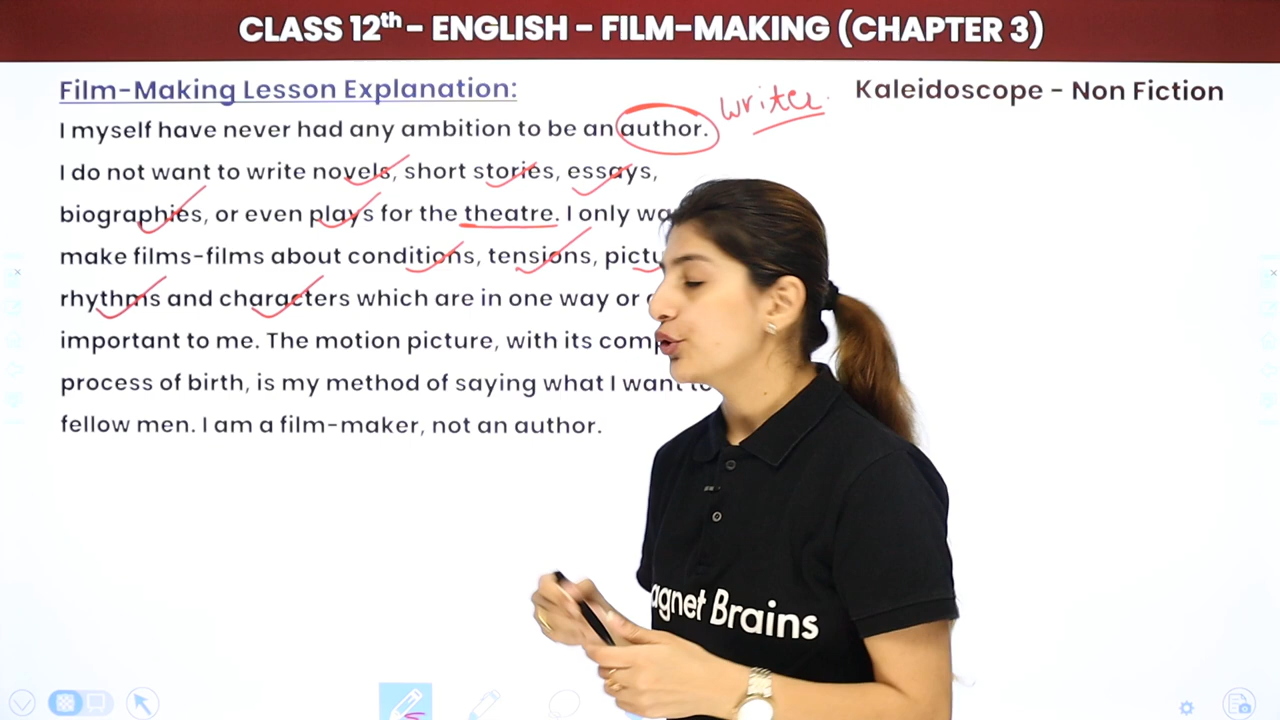 CLASS 12th - ENGLISH - FILM-MAKING (CHAPTER 3)
Film-Making Lesson Explanation:
Kaleidoscope - Non Fiction
writer.
I myself have never had any ambition to be an author.
I do not want to write novels, short stories, essays,
biographies, or even plays for the theatre. I only
make films-films about conditions, tensions,
rhythms and characters which are in one way or
important to me. The motion picture, with its
process of birth, is my method of saying what I want
fellow men. I am a film-maker, not an author.
agnet Brains